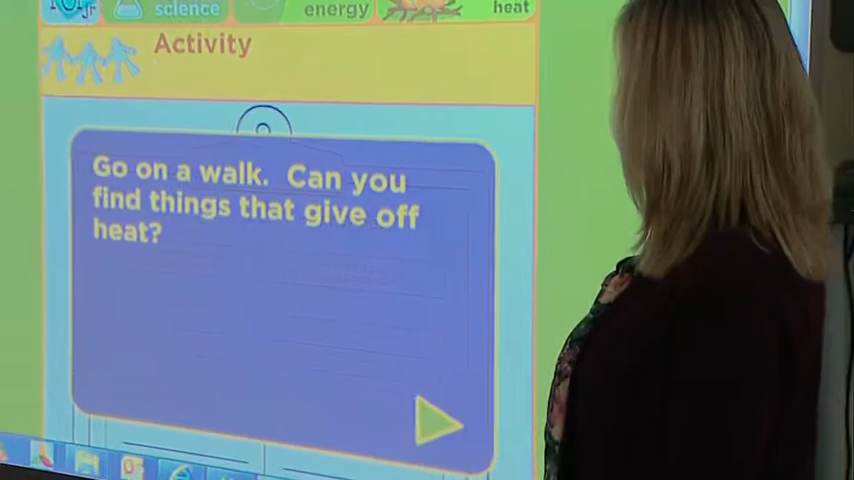 science
energy
heat
Activity
Go on a walk. Can you
find things that give off
heat?